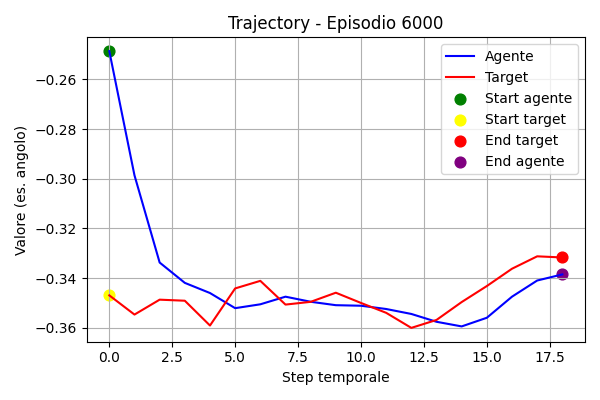 Trajectory - Episodio 6000
Valore (es. angolo)
−0.26
−0.28
−0.30
−0.32
−0.34
−0.36
Agente
Target
Start agente
Start target
End target
End agente
0.0 2.5 5.0 7.5 10.0 12.5 15.0 17.5
Step temporale